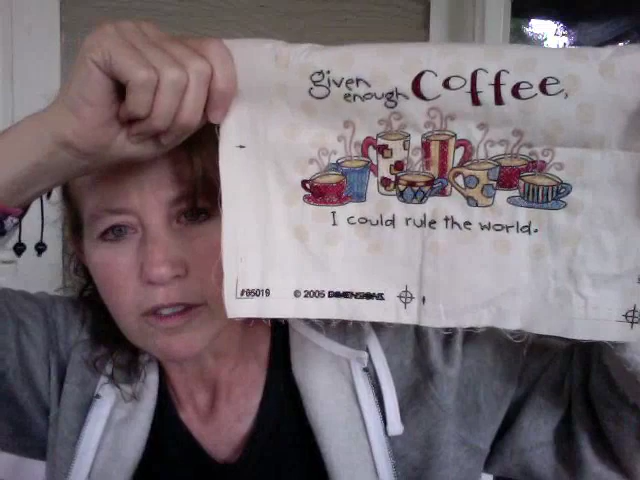 given
enough Coffee,
I could rule the world.
#65019 © 2005 DIMENSIONS